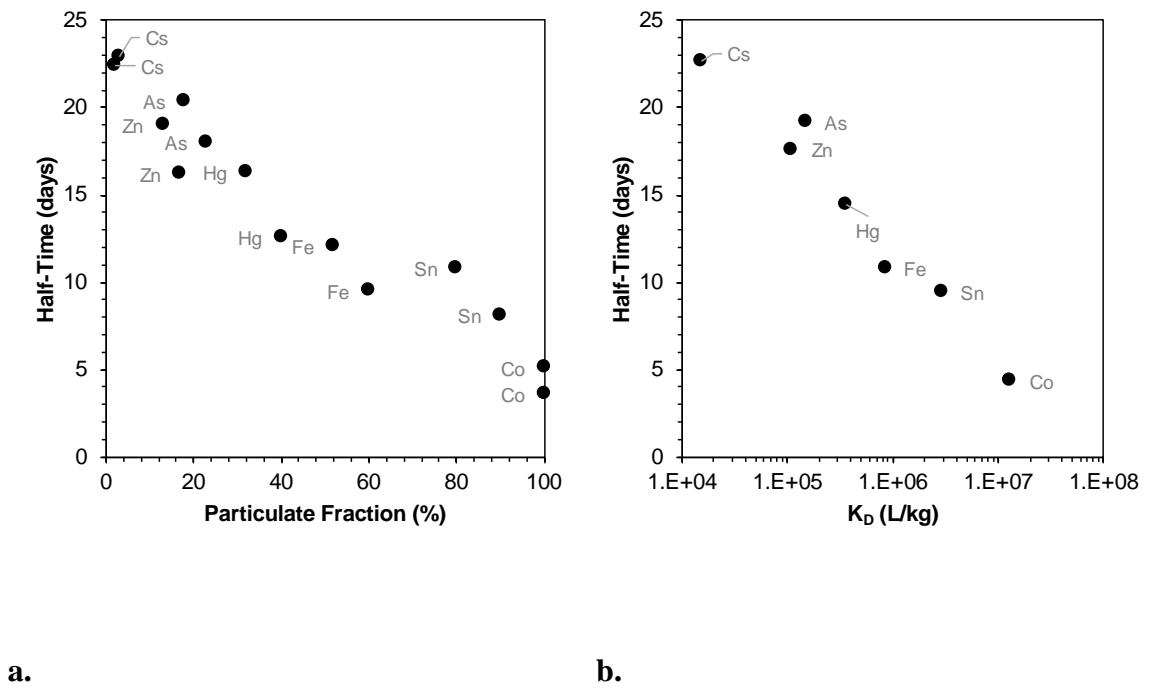 25
20
15
10
5
0
Half-Time (days)
Cs
Cs
As
Zn
As
Zn
Hg
Hg
Fe
Fe
Sn
Sn
Co
Co
0 20 40 60 80 100
Particulate Fraction (%)
25
20
15
10
5
0
Half-Time (days)
Cs
As
Zn
Hg
Fe
Sn
Co
1.E+04 1.E+05 1.E+06 1.E+07 1.E+08
K_D (L/kg)
a.
b.